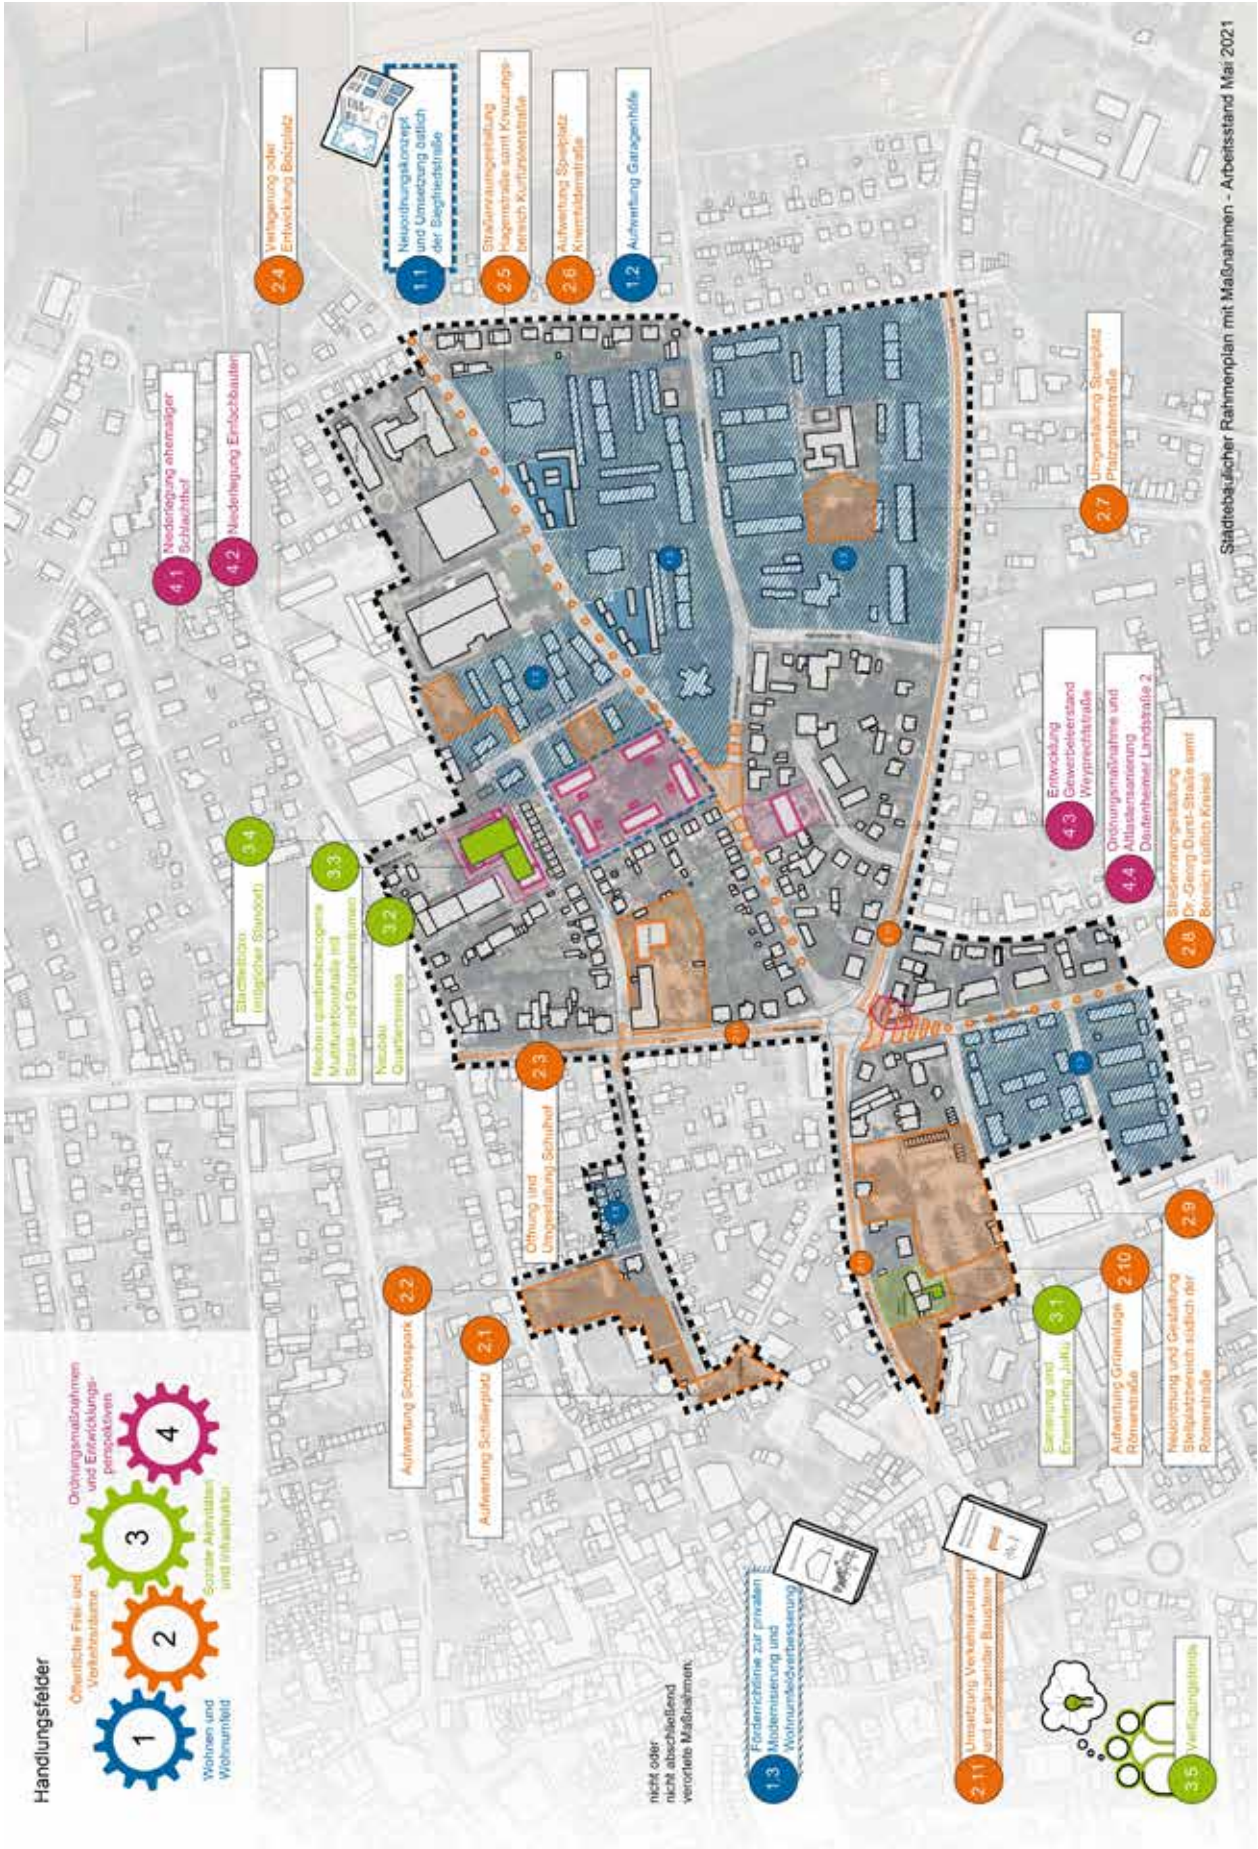 Handlungsfelder
1
Wohnen und
Wohnumfeld
2
Öffentliche Frei- und
Verkehrsräume
3
Soziale Aktivitäten
und Infrastruktur
4
Ordnungsmaßnahmen
und Entwicklungs-
perspektiven
2.2
Aufwertung Schlosspark
2.1
Aufwertung Schillerplatz
2.3
Öffnung und
Umgestaltung Schulhof
3.4
Stadtteilbüro
(möglicher Standort)
3.3
Neubau quartiersbezogene
Multifunktionshalle mit
Sozial- und Gruppenräumen
3.2
Neubau
Quartiersmensa
4.1
Niederlegung ehemaliger
Schlachthof
4.2
Niederlegung Einfachbauten
2.4
Verlagerung oder
Entwicklung Bolzplatz
1.1
Neuordnungskonzept
und Umsetzung östlich
der Siegfriedstraße
2.5
Straßenraumgestaltung
Hagenstraße samt Kreuzungs-
bereich Kurfürstenstraße
2.6
Aufwertung Spielplatz
Kriemhildenstraße
1.2
Aufwertung Garagenhöfe
nicht oder
nicht abschließend
verortete Maßnahmen:
1.3
Förderrichtlinie zur privaten
Modernisierung und
Wohnumfeldverbesserung
2.11
Umsetzung Verkehrskonzept
und ergänzender Bausteine
3.5
Verfügungsfonds
3.1
Sanierung und
Erweiterung JuKu
2.10
Aufwertung Grünanlage
Römerstraße
2.9
Neuordnung und Gestaltung
Stellplatzbereich südlich der
Römerstraße
4.3
Entwicklung
Gewerbeleerstand
Weyprechtstraße
4.4
Ordnungsmaßnahme und
Altlastensanierung
Dautenheimer Landstraße 2
2.8
Straßenraumgestaltung
Dr.-Georg-Durst-Straße samt
Bereich südlich Kreisel
2.7
Umgestaltung Spielplatz
Pfalzgrafenstraße
Städtebaulicher Rahmenplan mit Maßnahmen - Arbeitsstand Mai 2021